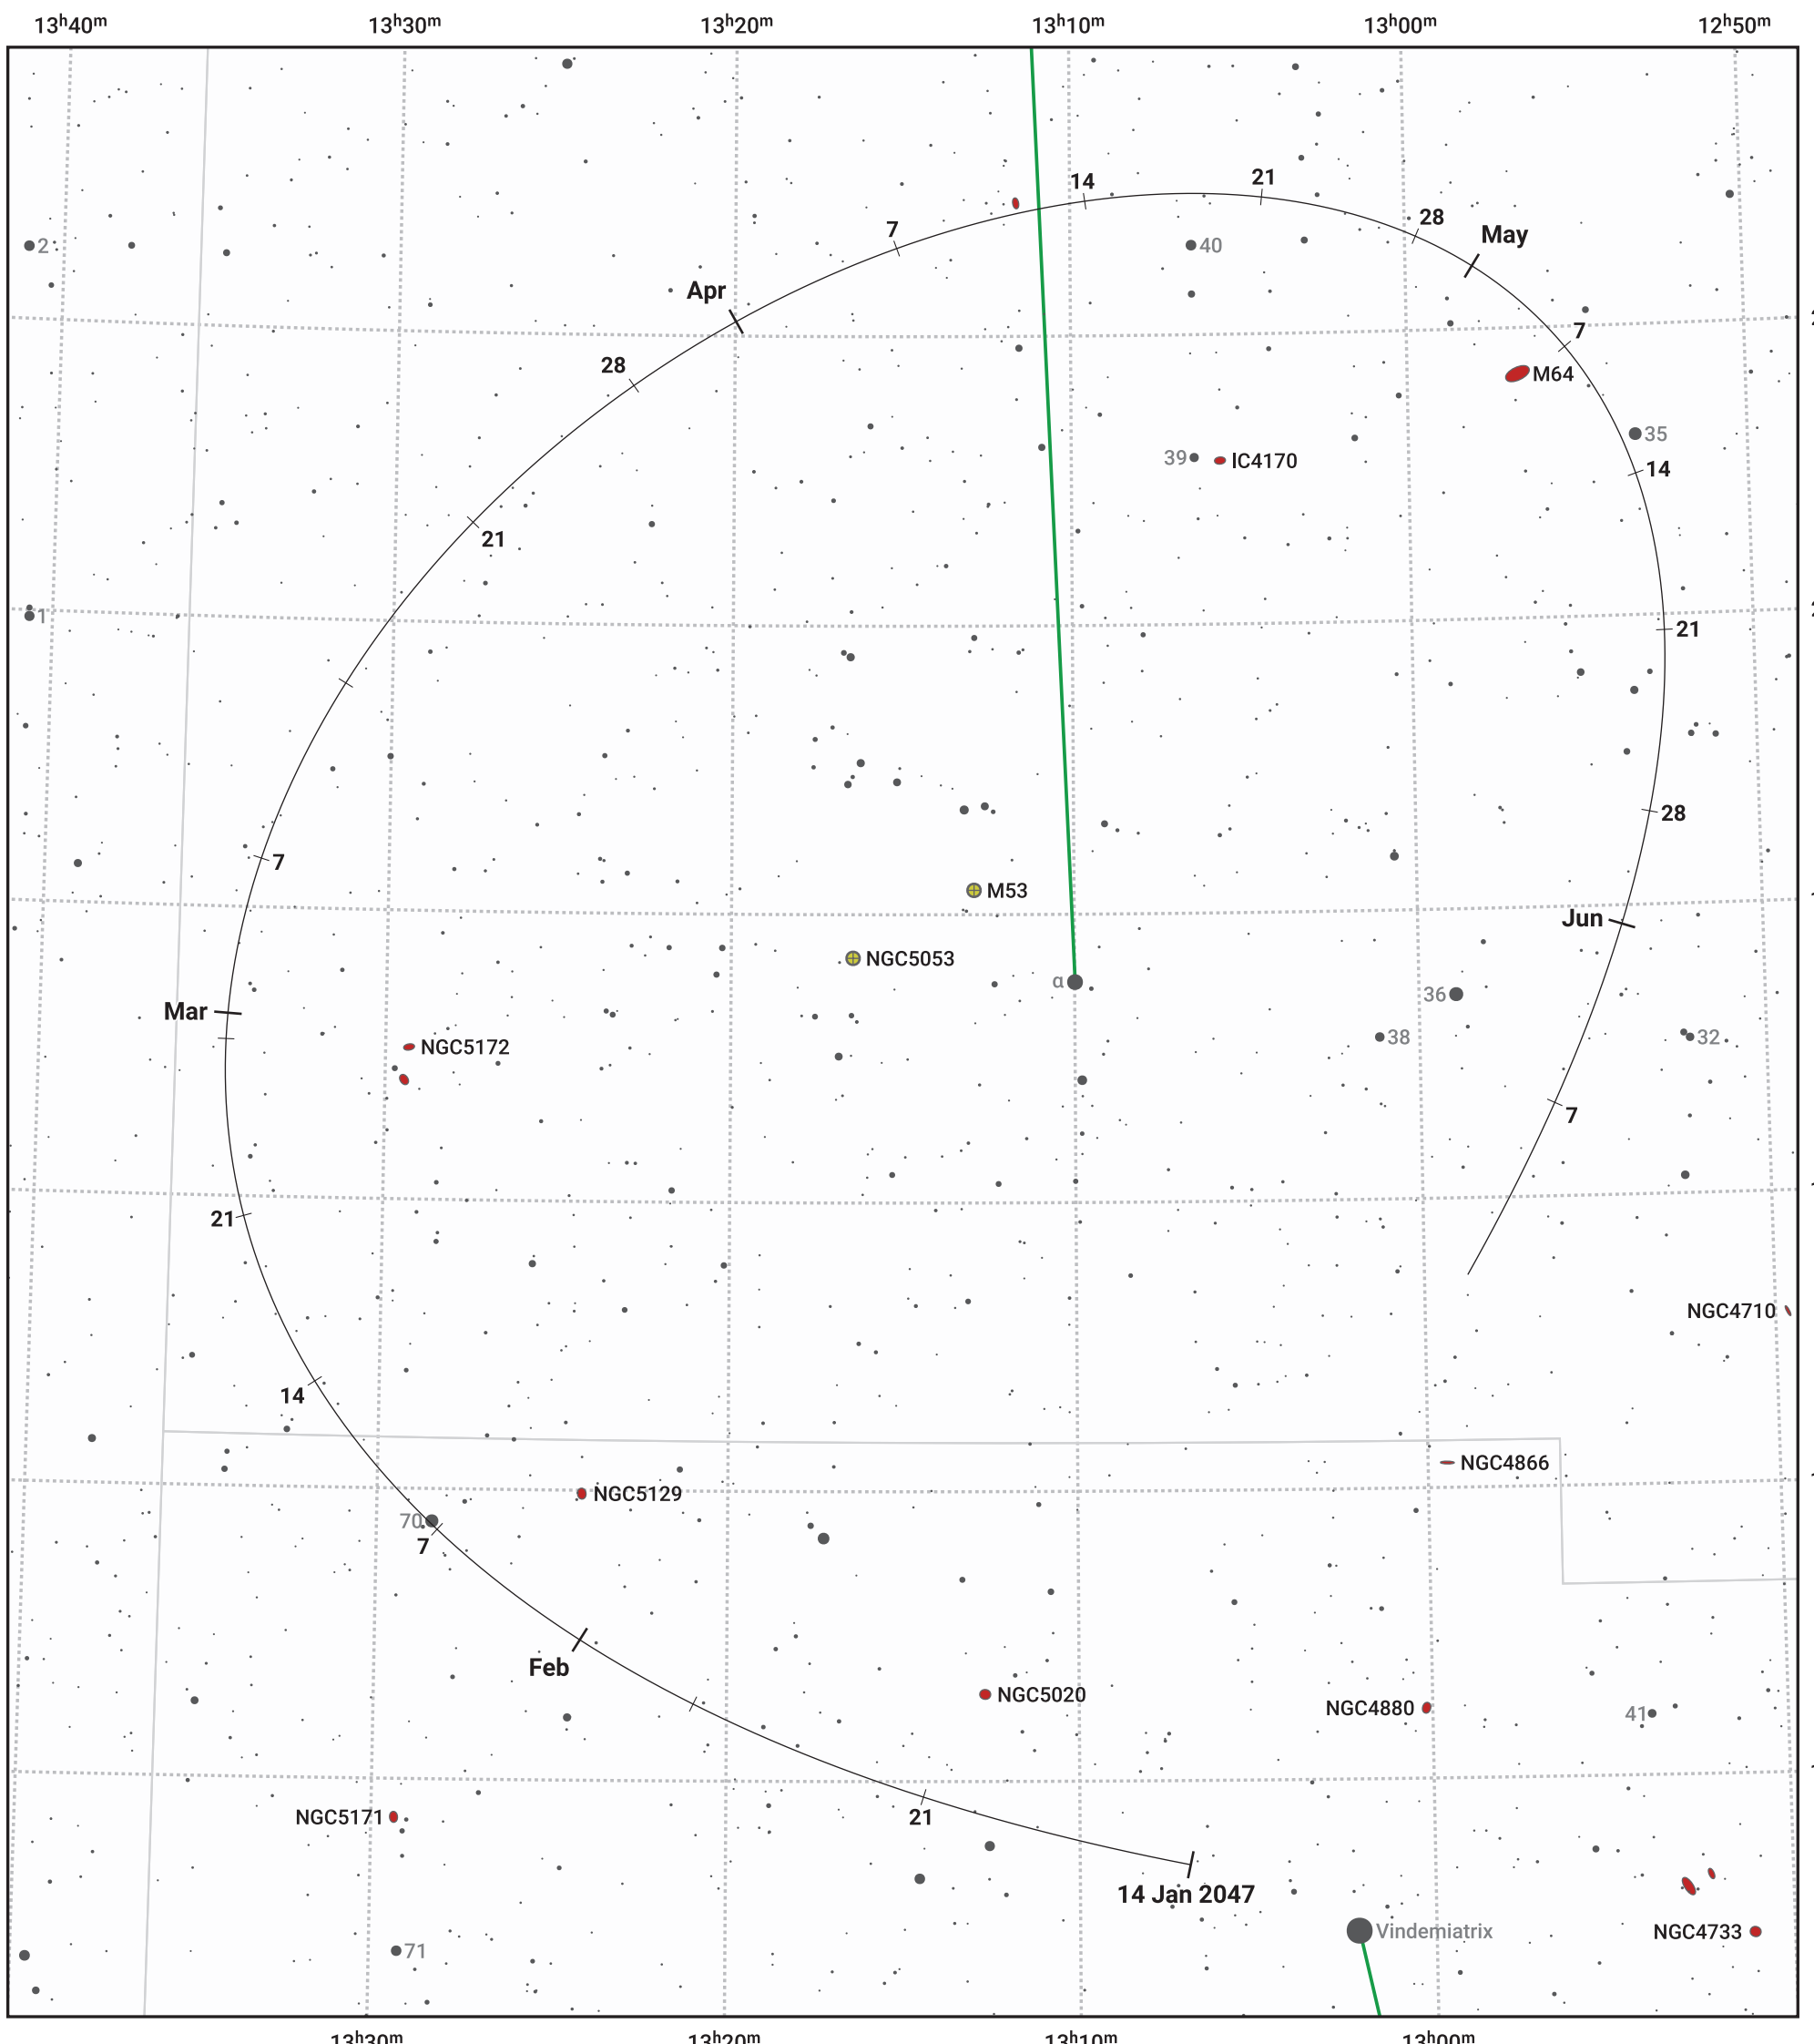 13h40m 13h30m 13h20m 13h10m 13h00m 12h50m
14
21
28
May
7
2
40
Apr
7
28
M64
35
39
IC4170
14
21
1
21
28
7
M53
Jun
NGC5053
α
36
Mar
38
32
NGC5172
7
21
NGC4710
14
NGC4866
NGC5129
70
7
Feb
NGC5020
NGC4880
41
NGC5171
21
14 Jan 2047
Vindemiatrix
NGC4733
71
13h30m 13h20m 13h10m 13h00m